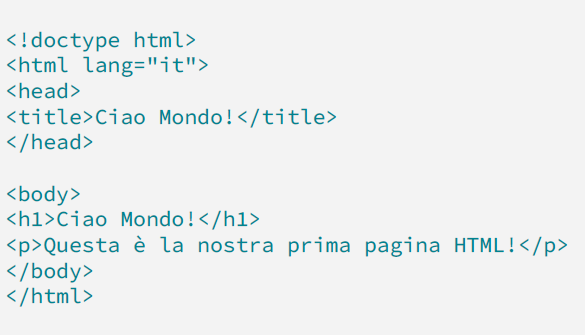 <!doctype html>
<html lang="it">
<head>
<title>Ciao Mondo!</title>
</head>
<body>
<h1>Ciao Mondo!</h1>
<p>Questa è la nostra prima pagina HTML!</p>
</body>
</html>